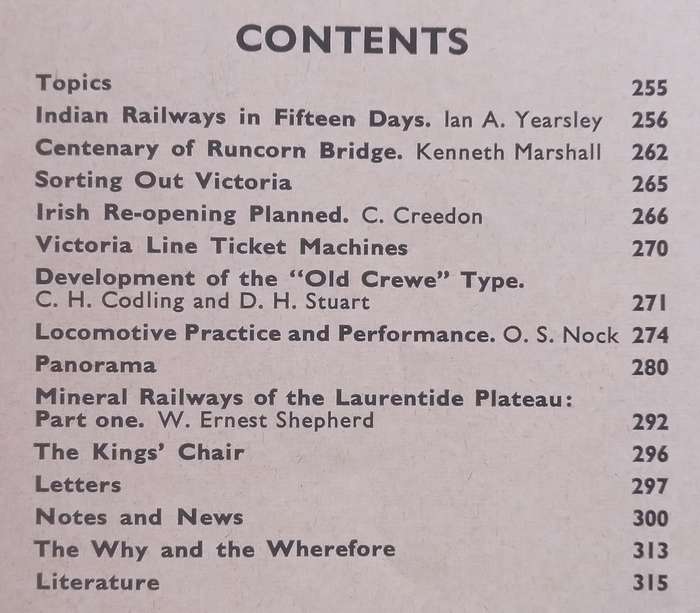 CONTENTS
Topics 255
Indian Railways in Fifteen Days. Ian A. Yearsley 256
Centenary of Runcorn Bridge. Kenneth Marshall 262
Sorting Out Victoria 265
Irish Re-opening Planned. C. Creedon 266
Victoria Line Ticket Machines 270
Development of the “Old Crewe” Type.
C. H. Codling and D. H. Stuart 271
Locomotive Practice and Performance. O. S. Nock 274
Panorama 280
Mineral Railways of the Laurentide Plateau:
Part one. W. Ernest Shepherd 292
The Kings’ Chair 296
Letters 297
Notes and News 300
The Why and the Wherefore 313
Literature 315